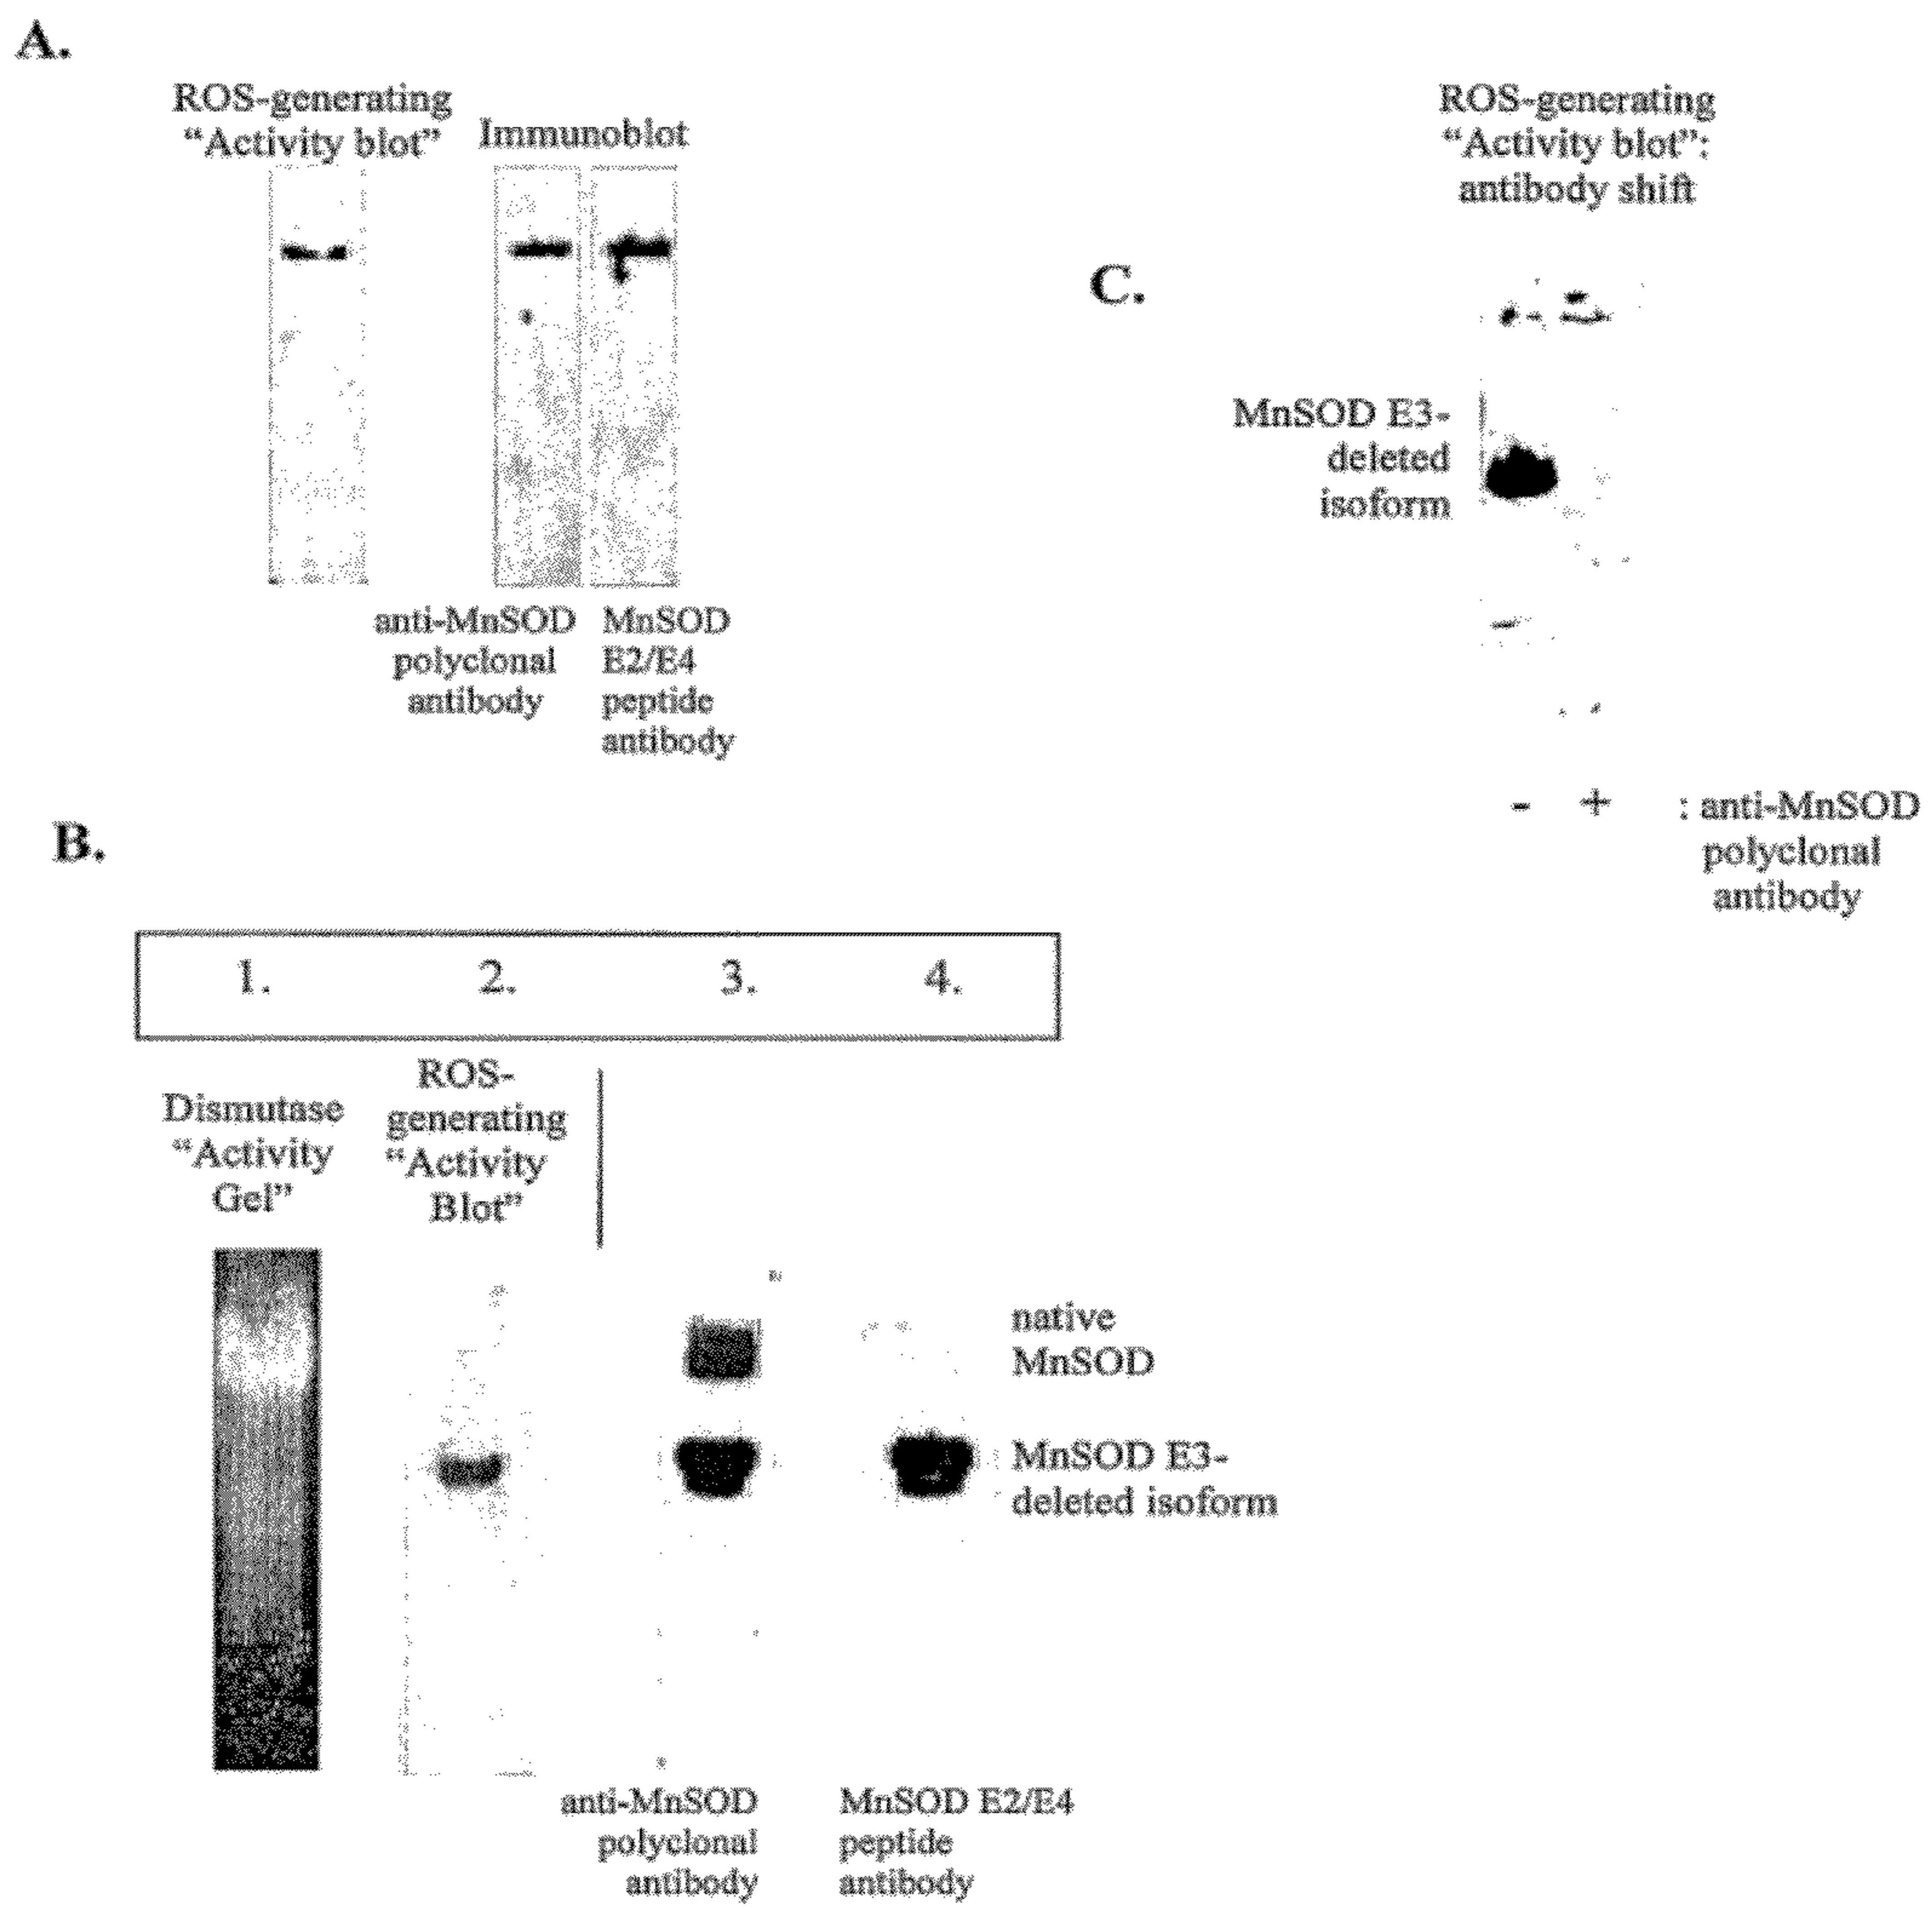 A.
ROS-generating
“Activity blot”
Immunoblot
anti-MnSOD
polyclonal
antibody
MnSOD
E2/E4
peptide
antibody
ROS-generating
“Activity blot”:
antibody shift
C.
MnSOD E3-
deleted
isoform
- +
: anti-MnSOD
polyclonal
antibody
B.
1. 2. 3. 4.
Dismutase
“Activity
Gel”
ROS-
generating
“Activity
Blot”
native
MnSOD
MnSOD E3-
deleted isoform
anti-MnSOD
polyclonal
antibody
MnSOD E2/E4
peptide
antibody